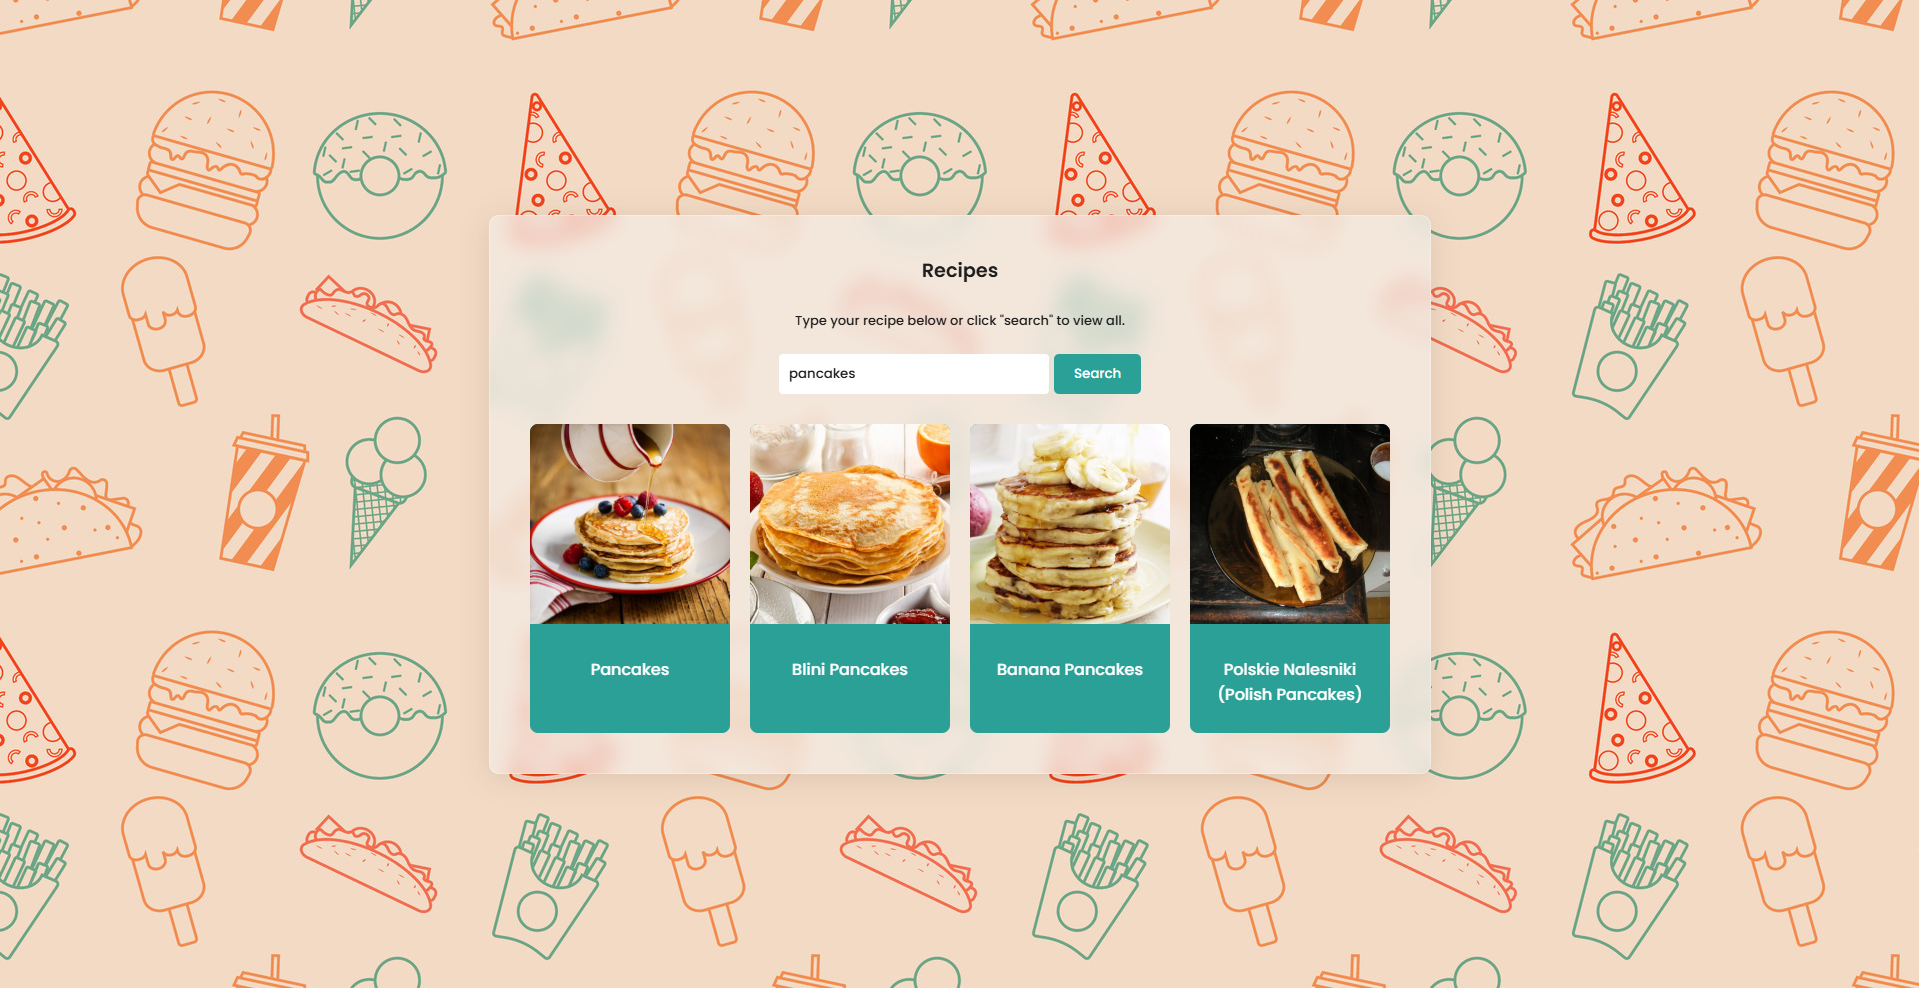 Recipes
Type your recipe below or click "search" to view all.
pancakes
Search
Pancakes
Blini Pancakes
Banana Pancakes
Polskie Nalesniki
(Polish Pancakes)